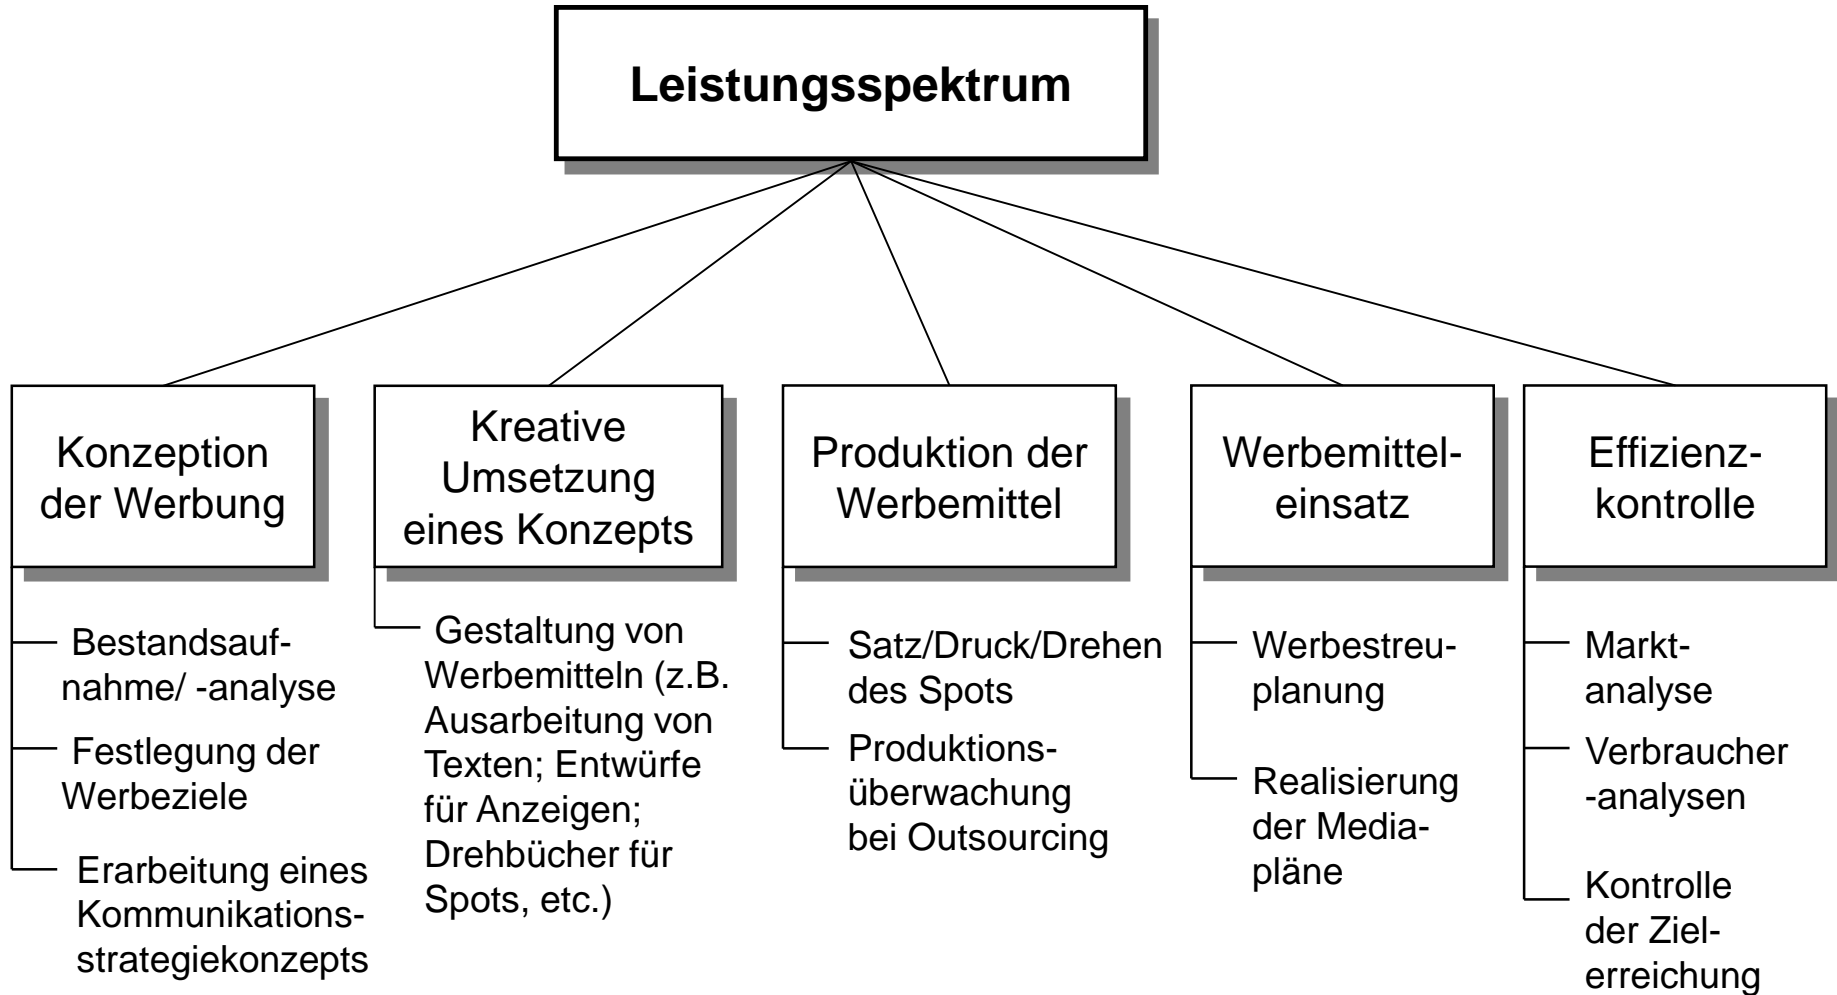 Leistungsspektrum
Konzeption
der Werbung
Bestandsauf-
nahme/ -analyse
Festlegung der
Werbeziele
Erarbeitung eines
Kommunikations-
strategiekonzepts
Kreative
Umsetzung
eines Konzepts
Gestaltung von
Werbemitteln (z.B.
Ausarbeitung von
Texten; Entwürfe
für Anzeigen;
Drehbücher für
Spots, etc.)
Produktion der
Werbemittel
Satz/Druck/Drehen
des Spots
Produktions-
überwachung
bei Outsourcing
Werbemittel-
einsatz
Werbestreu-
planung
Realisierung
der Media-
pläne
Effizienz-
kontrolle
Markt-
analyse
Verbraucher
-analysen
Kontrolle
der Ziel-
erreichung